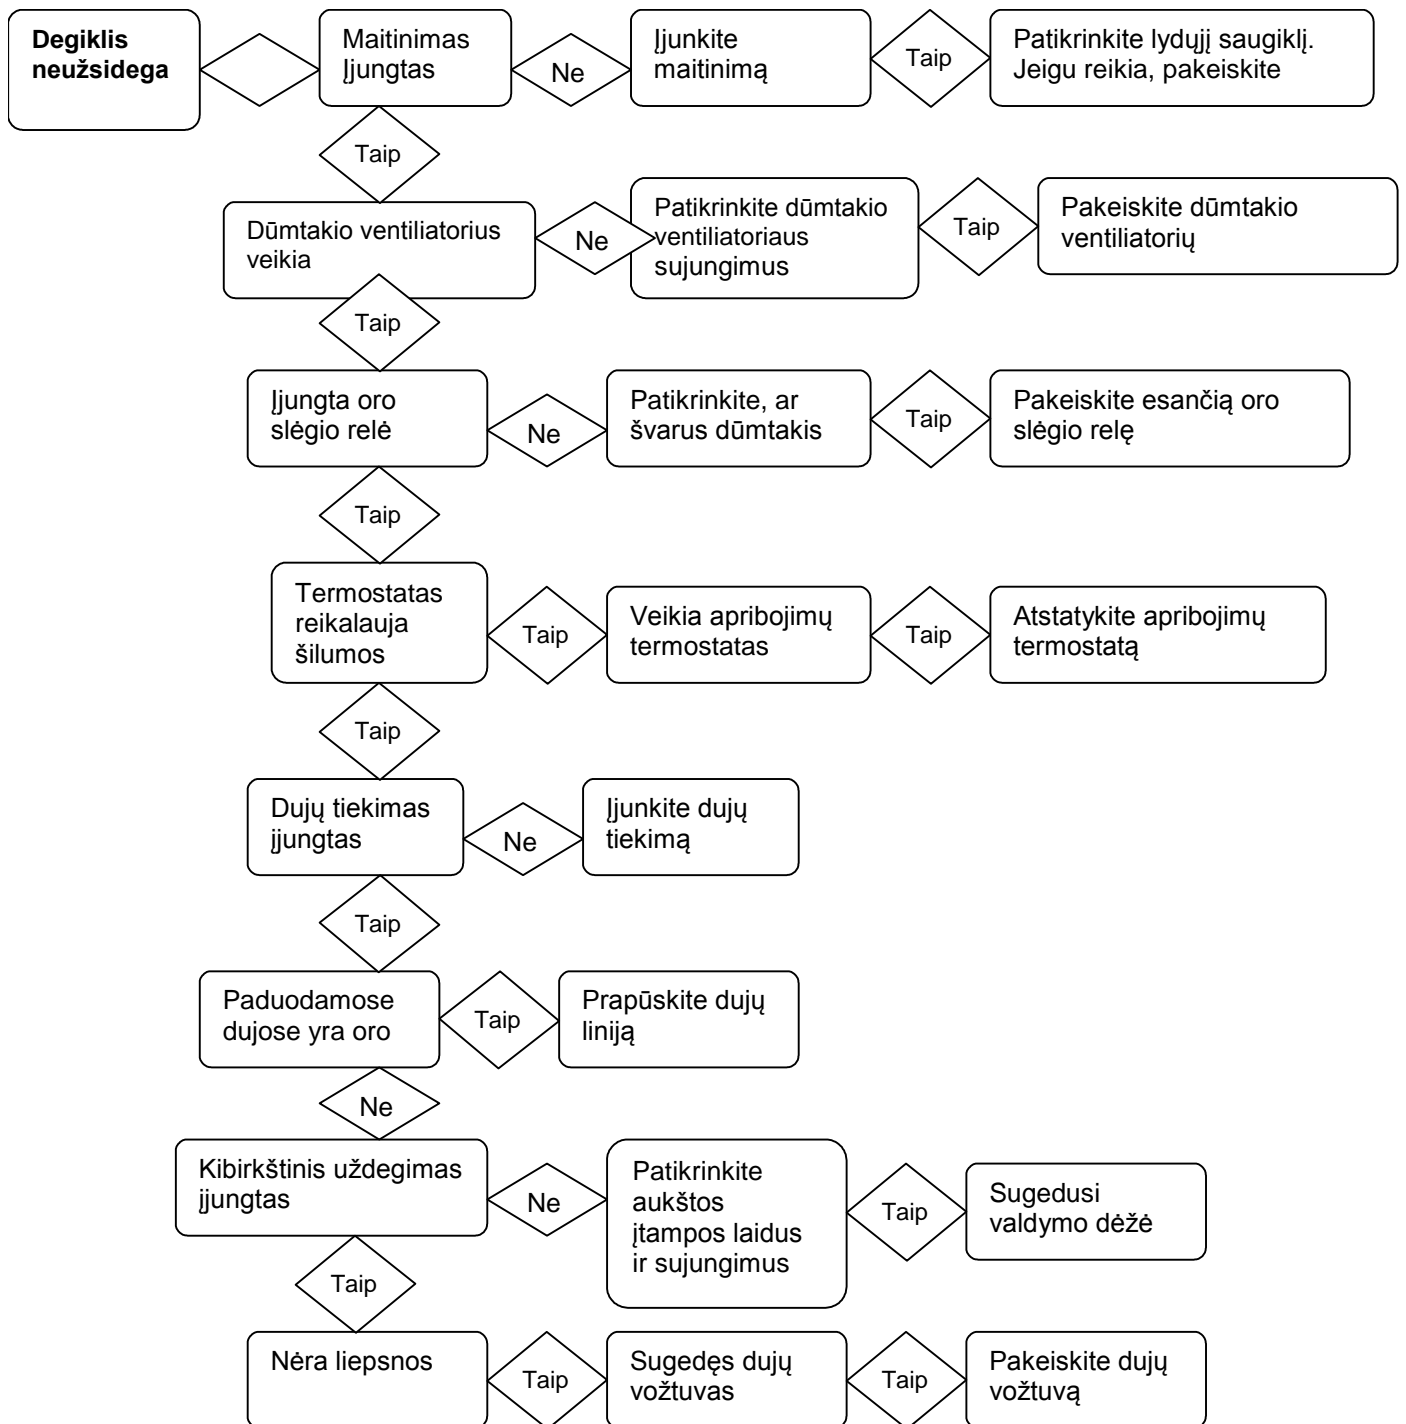 Degiklis
neužsidega
Maitinimas
Įjungtas
Ne
Įjunkite
maitinimą
Taip
Patikrinkite lydųjį saugiklį.
Jeigu reikia, pakeiskite
Taip
Dūmtakio ventiliatorius
veikia
Ne
Patikrinkite dūmtakio
ventiliatoriaus
sujungimus
Taip
Pakeiskite dūmtakio
ventiliatorių
Taip
Įjungta oro
slėgio relė
Ne
Patikrinkite, ar
švarus dūmtakis
Taip
Pakeiskite esančią oro
slėgio relę
Taip
Termostatas
reikalauja
šilumos
Taip
Veikia apribojimų
termostatas
Taip
Atstatykite apribojimų
termostatą
Taip
Dujų tiekimas
įjungtas
Ne
Įjunkite dujų
tiekimą
Taip
Paduodamose
dujose yra oro
Taip
Prapūskite dujų
liniją
Ne
Kibirkštinis uždegimas
įjungtas
Ne
Patikrinkite
aukštos
įtampos laidus
ir sujungimus
Taip
Sugedusi
valdymo dėžė
Taip
Nėra liepsnos
Taip
Sugedęs dujų
vožtuvas
Taip
Pakeiskite dujų
vožtuvą